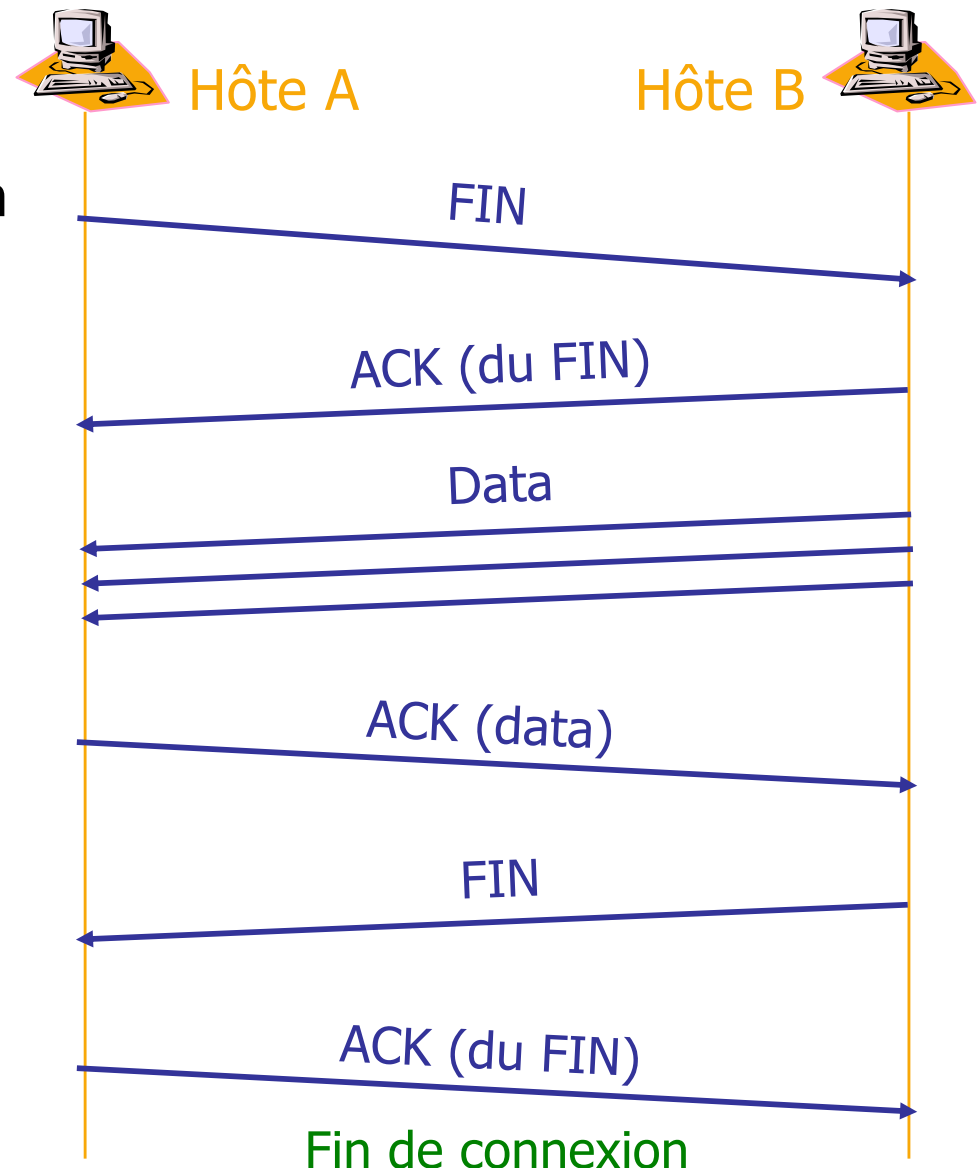 Hôte A Hôte B
FIN
ACK (du FIN)
Data
ACK (data)
FIN
ACK (du FIN)
Fin de connexion